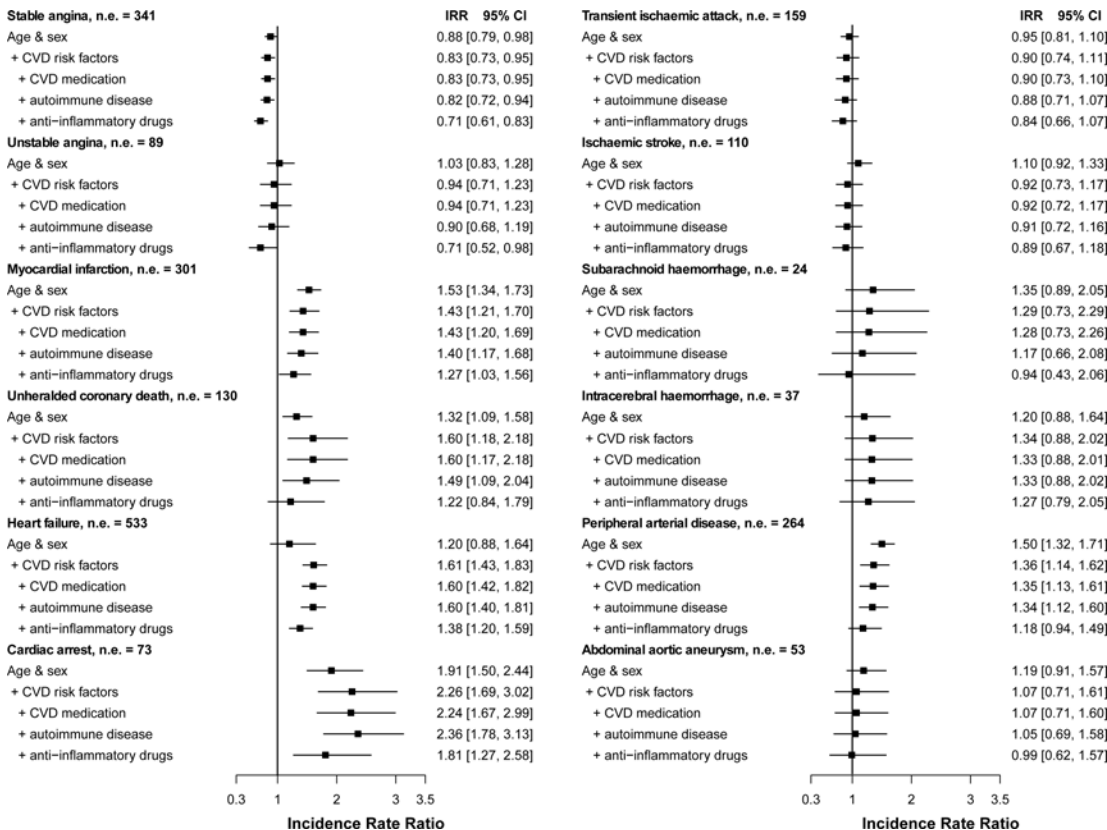 Stable angina, n.e. = 341 IRR 95% CI
Age & sex 0.88 [0.79, 0.98]
+ CVD risk factors 0.83 [0.73, 0.95]
+ CVD medication 0.83 [0.73, 0.95]
+ autoimmune disease 0.82 [0.72, 0.94]
+ anti−inflammatory drugs 0.71 [0.61, 0.83]
Unstable angina, n.e. = 89
Age & sex 1.03 [0.83, 1.28]
+ CVD risk factors 0.94 [0.71, 1.23]
+ CVD medication 0.94 [0.71, 1.23]
+ autoimmune disease 0.90 [0.68, 1.19]
+ anti−inflammatory drugs 0.71 [0.52, 0.98]
Myocardial infarction, n.e. = 301
Age & sex 1.53 [1.34, 1.73]
+ CVD risk factors 1.43 [1.21, 1.70]
+ CVD medication 1.43 [1.20, 1.69]
+ autoimmune disease 1.40 [1.17, 1.68]
+ anti−inflammatory drugs 1.27 [1.03, 1.56]
Unheralded coronary death, n.e. = 130
Age & sex 1.32 [1.09, 1.58]
+ CVD risk factors 1.60 [1.18, 2.18]
+ CVD medication 1.60 [1.17, 2.18]
+ autoimmune disease 1.49 [1.09, 2.04]
+ anti−inflammatory drugs 1.22 [0.84, 1.79]
Heart failure, n.e. = 533
Age & sex 1.20 [0.88, 1.64]
+ CVD risk factors 1.61 [1.43, 1.83]
+ CVD medication 1.60 [1.42, 1.82]
+ autoimmune disease 1.60 [1.40, 1.81]
+ anti−inflammatory drugs 1.38 [1.20, 1.59]
Cardiac arrest, n.e. = 73
Age & sex 1.91 [1.50, 2.44]
+ CVD risk factors 2.26 [1.69, 3.02]
+ CVD medication 2.24 [1.67, 2.99]
+ autoimmune disease 2.36 [1.78, 3.13]
+ anti−inflammatory drugs 1.81 [1.27, 2.58]
0.3 1 2 3 3.5
Incidence Rate Ratio
Transient ischaemic attack, n.e. = 159 IRR 95% CI
Age & sex 0.95 [0.81, 1.10]
+ CVD risk factors 0.90 [0.74, 1.11]
+ CVD medication 0.90 [0.73, 1.10]
+ autoimmune disease 0.88 [0.71, 1.07]
+ anti−inflammatory drugs 0.84 [0.66, 1.07]
Ischaemic stroke, n.e. = 110
Age & sex 1.10 [0.92, 1.33]
+ CVD risk factors 0.92 [0.73, 1.17]
+ CVD medication 0.92 [0.72, 1.17]
+ autoimmune disease 0.91 [0.72, 1.16]
+ anti−inflammatory drugs 0.89 [0.67, 1.18]
Subarachnoid haemorrhage, n.e. = 24
Age & sex 1.35 [0.89, 2.05]
+ CVD risk factors 1.29 [0.73, 2.29]
+ CVD medication 1.28 [0.73, 2.26]
+ autoimmune disease 1.17 [0.66, 2.08]
+ anti−inflammatory drugs 0.94 [0.43, 2.06]
Intracerebral haemorrhage, n.e. = 37
Age & sex 1.20 [0.88, 1.64]
+ CVD risk factors 1.34 [0.88, 2.02]
+ CVD medication 1.33 [0.88, 2.01]
+ autoimmune disease 1.33 [0.88, 2.02]
+ anti−inflammatory drugs 1.27 [0.79, 2.05]
Peripheral arterial disease, n.e. = 264
Age & sex 1.50 [1.32, 1.71]
+ CVD risk factors 1.36 [1.14, 1.62]
+ CVD medication 1.35 [1.13, 1.61]
+ autoimmune disease 1.34 [1.12, 1.60]
+ anti−inflammatory drugs 1.18 [0.94, 1.49]
Abdominal aortic aneurysm, n.e. = 53
Age & sex 1.19 [0.91, 1.57]
+ CVD risk factors 1.07 [0.71, 1.61]
+ CVD medication 1.07 [0.71, 1.60]
+ autoimmune disease 1.05 [0.69, 1.58]
+ anti−inflammatory drugs 0.99 [0.62, 1.57]
0.3 1 2 3 3.5
Incidence Rate Ratio